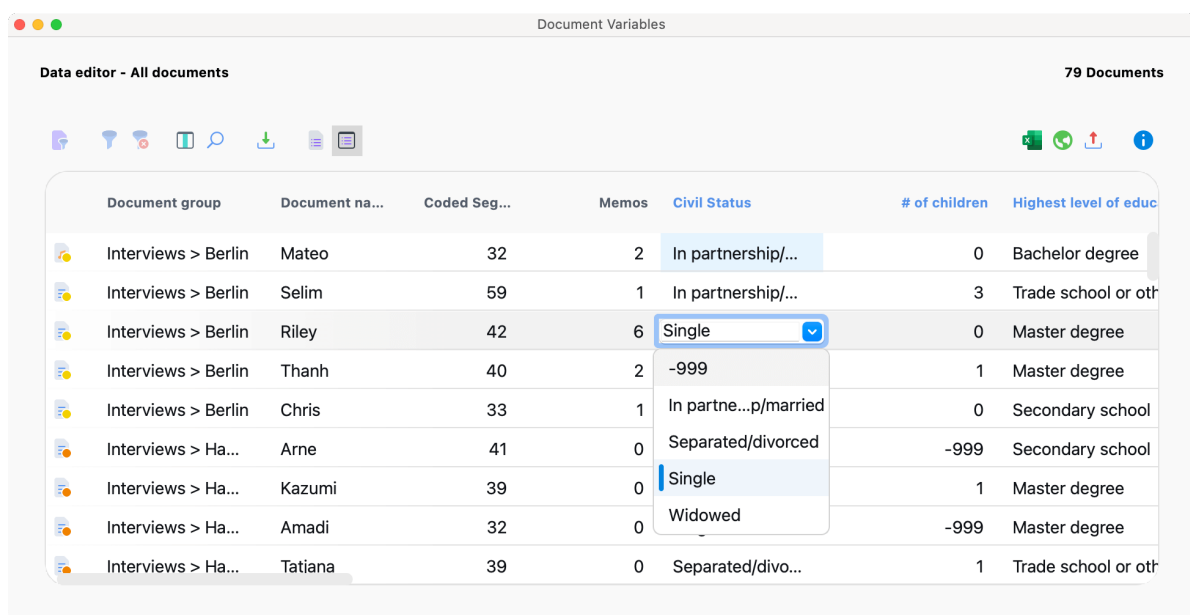 Document Variables
Data editor - All documents 79 Documents
Document group Document na... Coded Seg... Memos Civil Status # of children Highest level of educ
Interviews > Berlin Mateo 32 2 In partnership/... 0 Bachelor degree
Interviews > Berlin Selim 59 1 In partnership/... 3 Trade school or oth
Interviews > Berlin Riley 42 6 Single 0 Master degree
Interviews > Berlin Thanh 40 2 -999 1 Master degree
Interviews > Berlin Chris 33 1 In partne...p/married 0 Secondary school
Interviews > Ha... Arne 41 0 Separated/divorced -999 Secondary school
Interviews > Ha... Kazumi 39 0 Single 1 Master degree
Interviews > Ha... Amadi 32 0 Widowed -999 Master degree
Interviews > Ha... Tatiana 39 0 Separated/divo... 1 Trade school or oth